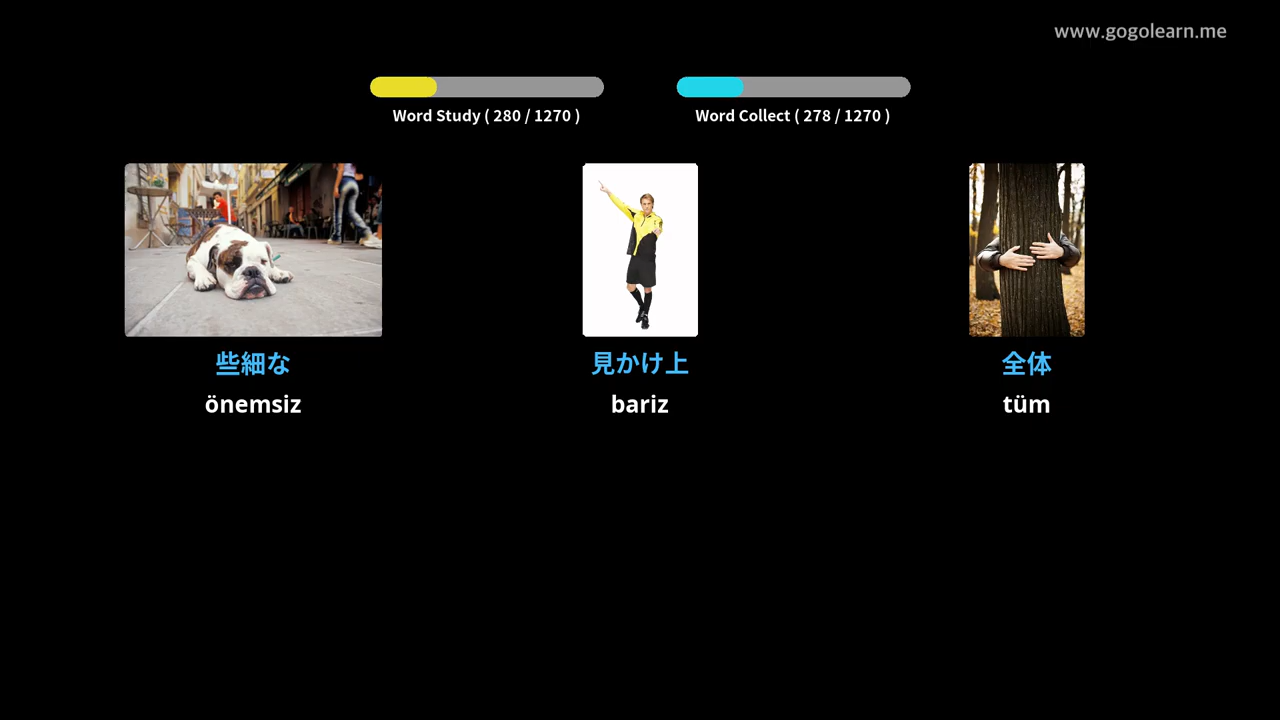 www.gogolearn.me
Word Study ( 280 / 1270 )
Word Collect ( 278 / 1270 )
些細な
見かけ上
全体
önemsiz
bariz
tüm